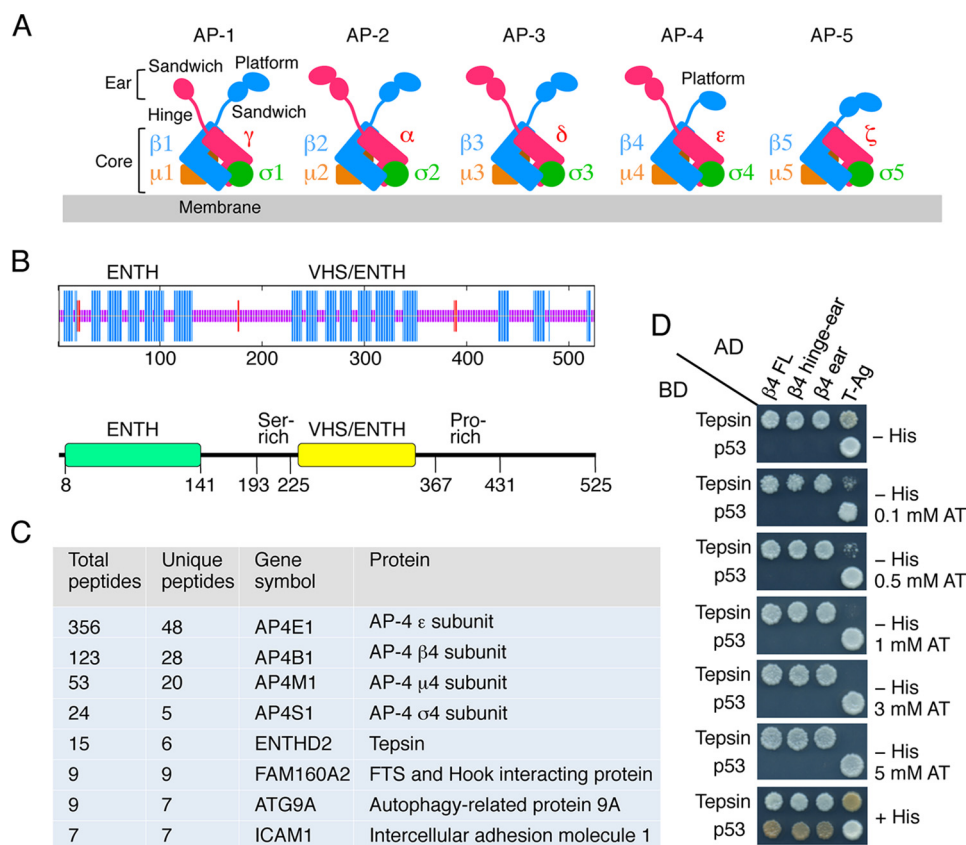 A
AP-1 AP-2 AP-3 AP-4 AP-5
Sandwich Platform
Ear
Platform
Hinge Sandwich
Core
β1 γ β2 α β3 δ β4 ε β5 ζ
μ1 σ1 μ2 σ2 μ3 σ3 μ4 σ4 μ5 σ5
Membrane
B
ENTH VHS/ENTH
100 200 300 400 500
ENTH Ser-rich VHS/ENTH Pro-rich
8 141 193 225 367 431 525
C
Total peptides Unique peptides Gene symbol Protein
356 48 AP4E1 AP-4 ε subunit
123 28 AP4B1 AP-4 β4 subunit
53 20 AP4M1 AP-4 μ4 subunit
24 5 AP4S1 AP-4 σ4 subunit
15 6 ENTHD2 Tepsin
9 9 FAM160A2 FTS and Hook interacting protein
9 7 ATG9A Autophagy-related protein 9A
7 7 ICAM1 Intercellular adhesion molecule 1
D
AD
BD
β4 FL
β4 hinge-ear
β4 ear
T-Ag
Tepsin
p53
– His
Tepsin
p53
– His
0.1 mM AT
Tepsin
p53
– His
0.5 mM AT
Tepsin
p53
– His
1 mM AT
Tepsin
p53
– His
3 mM AT
Tepsin
p53
– His
5 mM AT
Tepsin
p53
+ His